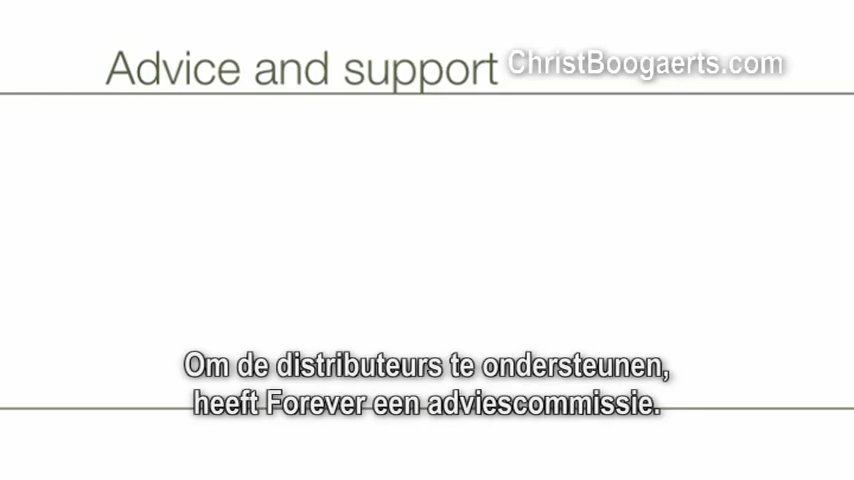 Advice and support ChristBoogaerts.com
Om de distributeurs te ondersteunen,
heeft Forever een adviescommissie.